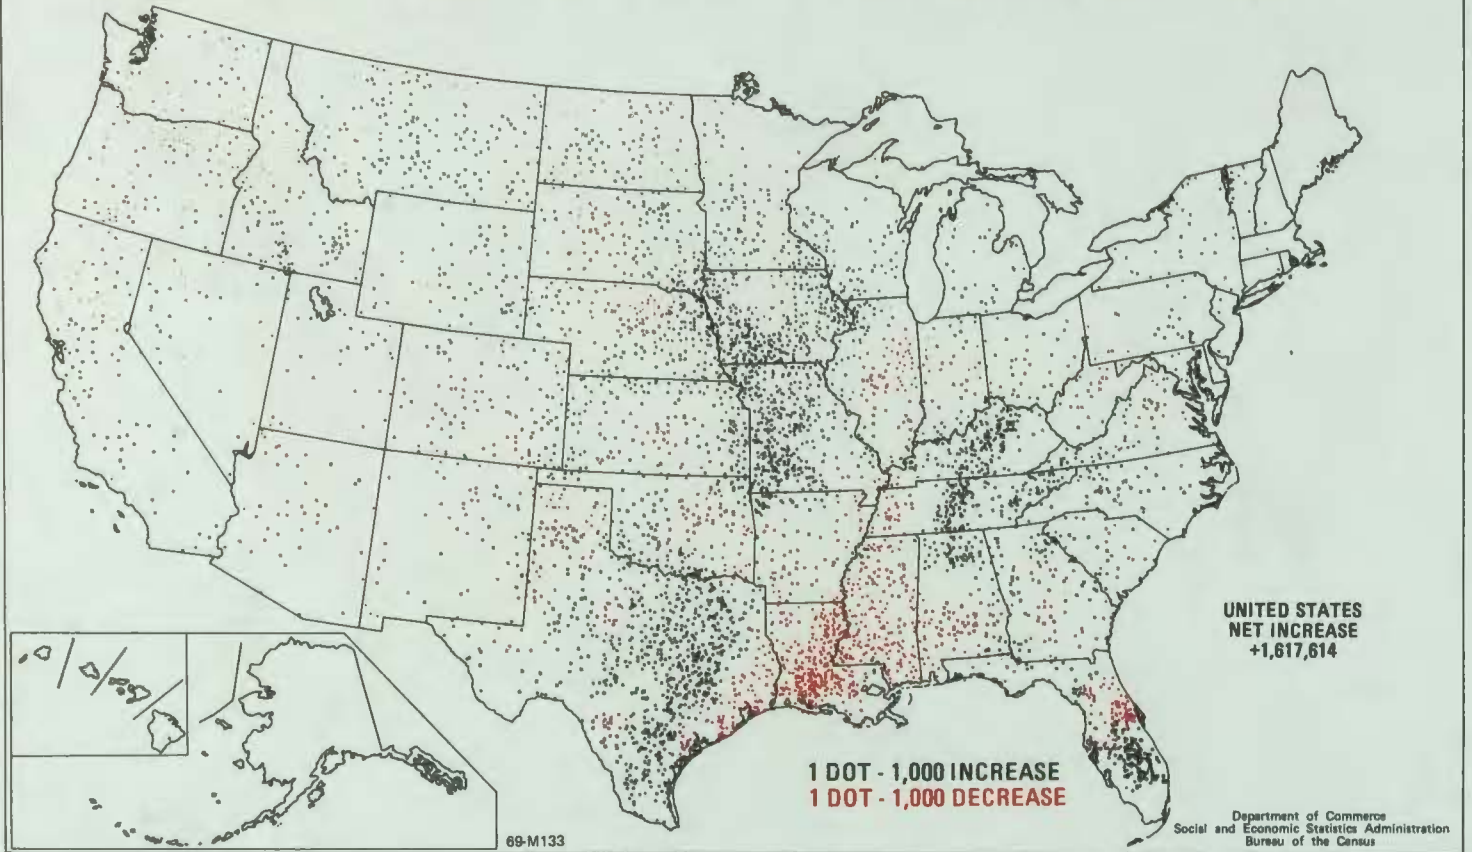 UNITED STATES
NET INCREASE
+1,617,614
1 DOT - 1,000 INCREASE
1 DOT - 1,000 DECREASE
69-M133
Department of Commerce
Social and Economic Statistics Administration
Bureau of the Census